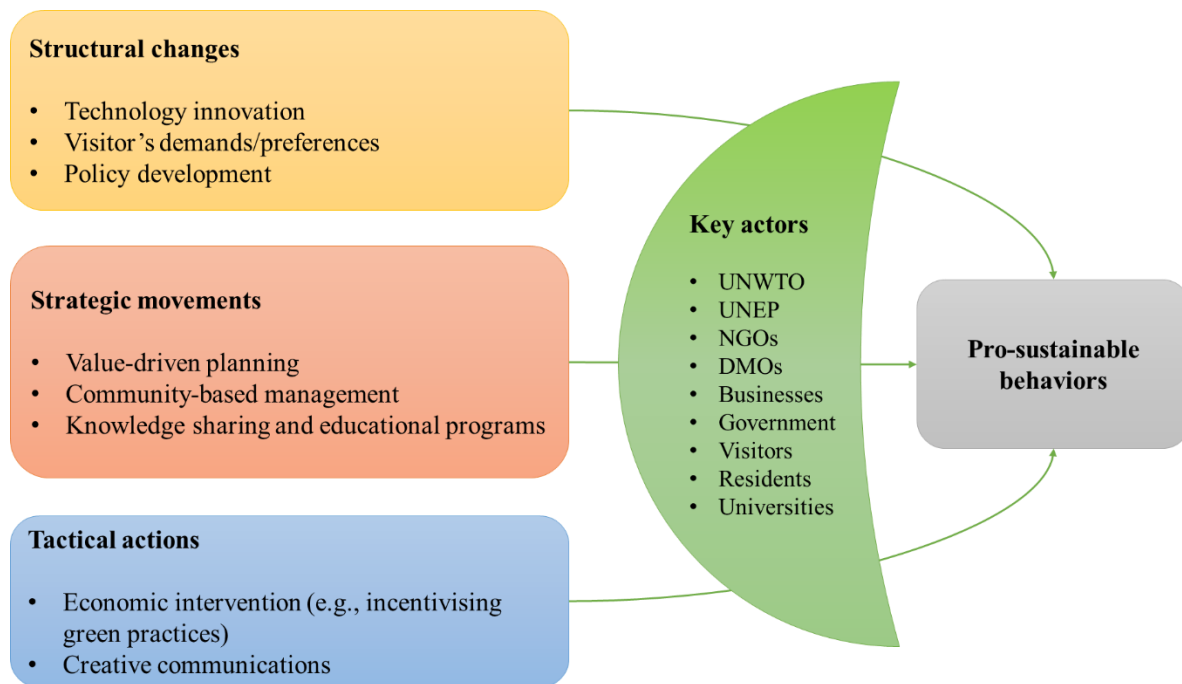 Structural changes
• Technology innovation
• Visitor’s demands/preferences
• Policy development
Strategic movements
• Value-driven planning
• Community-based management
• Knowledge sharing and educational programs
Tactical actions
• Economic intervention (e.g., incentivising
green practices)
• Creative communications
Key actors
• UNWTO
• UNEP
• NGOs
• DMOs
• Businesses
• Government
• Visitors
• Residents
• Universities
Pro-sustainable
behaviors